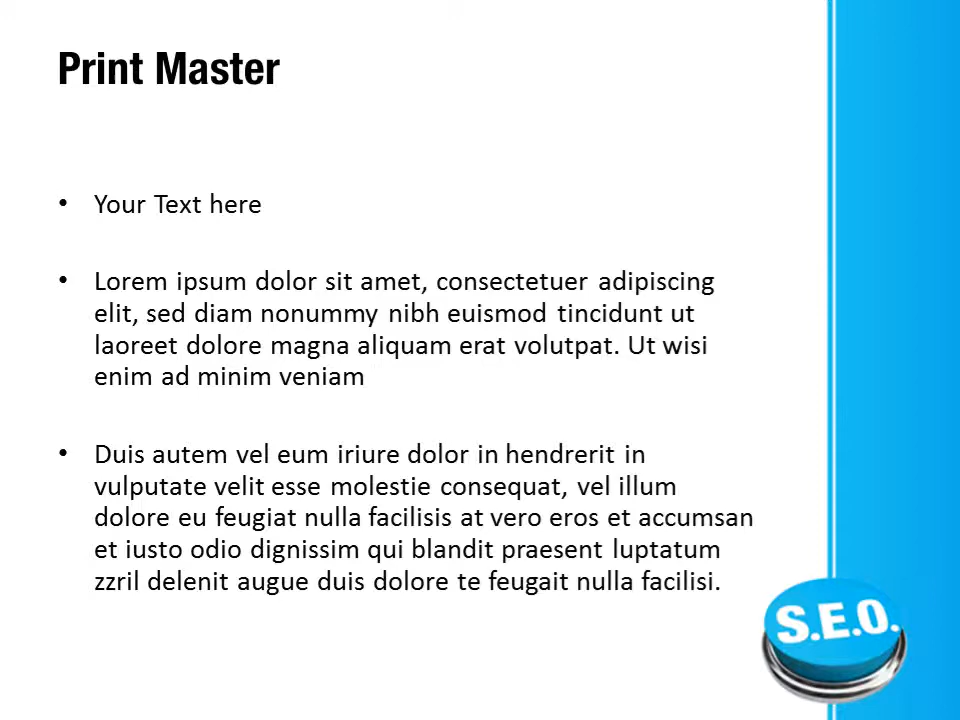 Print Master
• Your Text here
• Lorem ipsum dolor sit amet, consectetuer adipiscing
elit, sed diam nonummy nibh euismod tincidunt ut
laoreet dolore magna aliquam erat volutpat. Ut wisi
enim ad minim veniam
• Duis autem vel eum iriure dolor in hendrerit in
vulputate velit esse molestie consequat, vel illum
dolore eu feugiat nulla facilisis at vero eros et accumsan
et iusto odio dignissim qui blandit praesent luptatum
zzril delenit augue duis dolore te feugait nulla facilisi.
S.E.O.